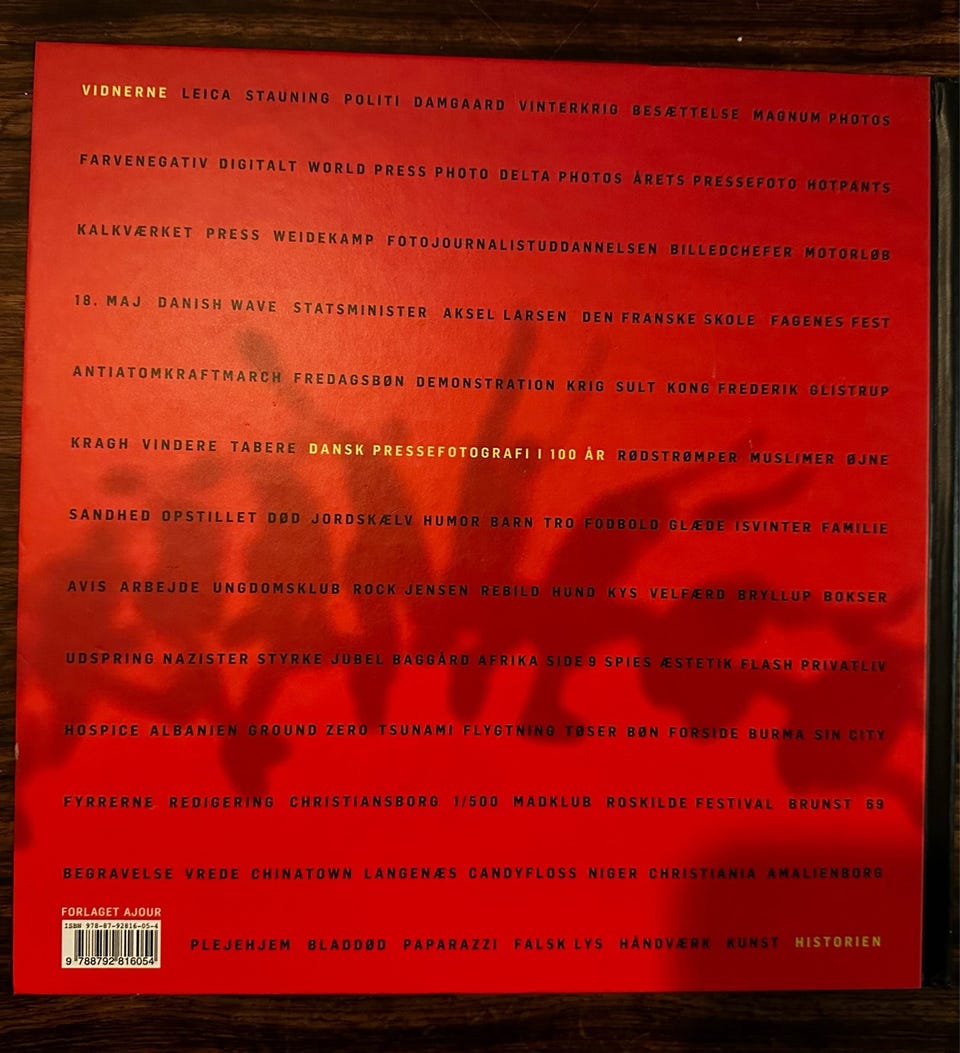 VIDNERNE LEICA STAUNING POLITI DAMGAARD VINTERKRIG BESÆTTELSE MAGNUM PHOTOS
FARVENEGATIV DIGITALT WORLD PRESS PHOTO DELTA PHOTOS ÅRETS PRESSEFOTO HOTPANTS
KALKVÆRKET PRESS WEIDEKAMP FOTOJOURNALISTUDDANNELSEN BILLEDCHEFER MOTORLØB
18. MAJ DANISH WAVE STATSMINISTER AKSEL LARSEN DEN FRANSKE SKOLE FAGENES FEST
ANTIATOMKRAFTMARCH FREDAGSBØN DEMONSTRATION KRIG SULT KONG FREDERIK GLISTRUP
KRAGH VINDERE TABERE DANSK PRESSEFOTOGRAFI I 100 ÅR RØDSTRØMPER MUSLIMER ØJNE
SANDHED OPSTILLET DØD JORDSKÆLV HUMOR BARN TRO FODBOLD GLÆDE ISVINTER FAMILIE
AVIS ARBEJDE UNGDOMSKLUB ROCK JENSEN REBILD HUND KYS VELFÆRD BRYLLUP BOKSER
UDSPRING NAZISTER STYRKE JUBEL BAGGÅRD AFRIKA SIDE 9 SPIES ÆSTETIK FLASH PRIVATLIV
HOSPICE ALBANIEN GROUND ZERO TSUNAMI FLYGTNING TØSER BØN FORSIDE BURMA SIN CITY
FYRRERNE REDIGERING CHRISTIANSBORG 1/500 MADKLUB ROSKILDE FESTIVAL BRUNST 69
BEGRAVELSE VREDE CHINATOWN LANGENÆS CANDYFLOSS NIGER CHRISTIANIA AMALIENBORG
FORLAGET AJOUR
ISBN 978-87-92816-05-4
9 788792 816054
PLEJEHJEM BLADDØD PAPARAZZI FALSK LYS HÅNDVÆRK KUNST HISTORIEN